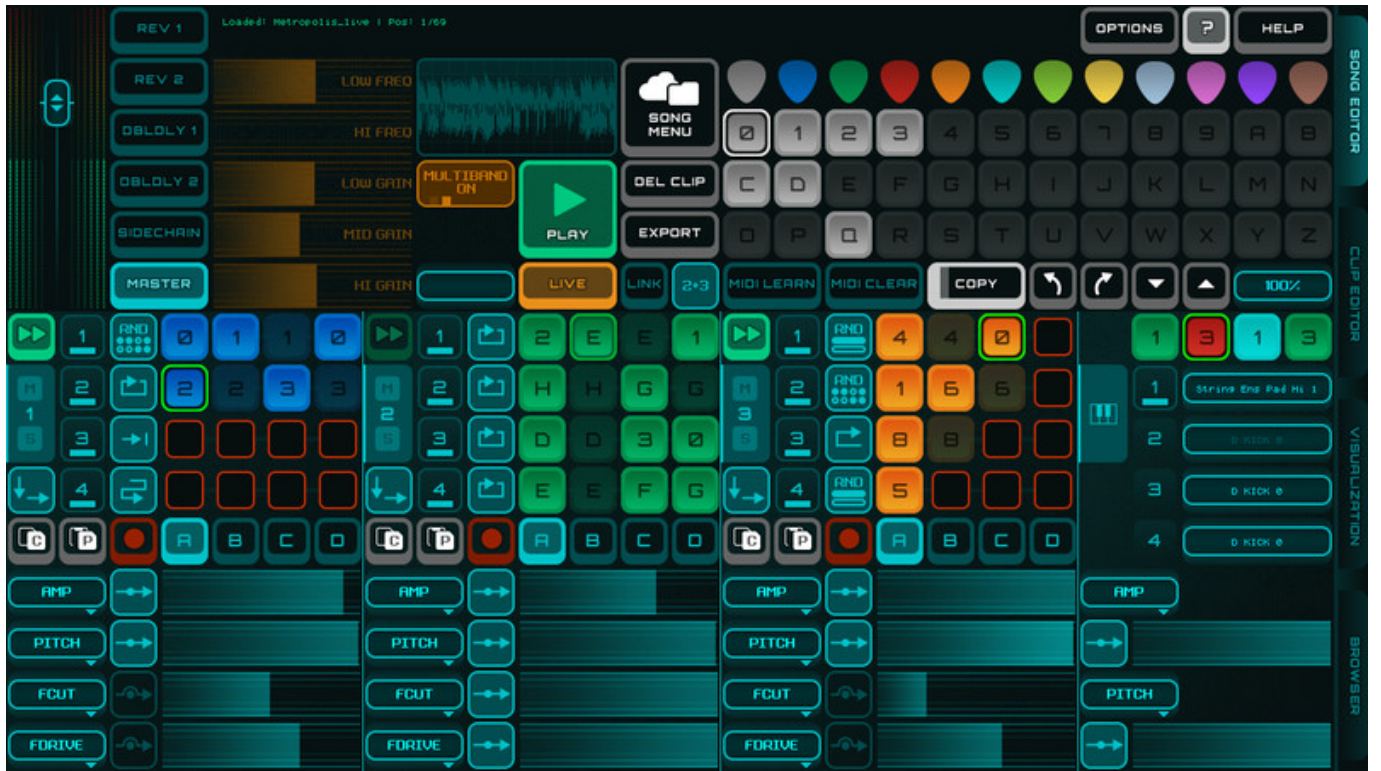 REV 1 Loaded: Metropolis_live | Pos: 1/69 OPTIONS ? HELP
REV 2 LOW FREQ
DBLDLY 1 HI FREQ SONG MENU 0 1 2 3 4 5 6 7 8 9 A B
DBLDLY 2 LOW GAIN MULTIBAND ON DEL CLIP C D E F G H I J K L M N
SIDECHAIN MID GAIN PLAY EXPORT O P Q R S T U V W X Y Z
MASTER HI GAIN LIVE LINK 2+3 MIDI LEARN MIDI CLEAR COPY 100%
1 RND 0 1 1 0 1 2 E E 1 1 RND 4 4 0 1 3 1 3
M 2 2 2 3 3 M 2 H H G G M 2 RND 1 6 6 1 String Ens Pad Hi 1
1 2 3
S 3 S 3 D D 3 0 S 3 8 8 2 D KICK 0
4 4 E E F G 4 RND 5 3 D KICK 0
C P A B C D C P A B C D C P A B C D 4 D KICK 0
AMP AMP AMP AMP
PITCH PITCH PITCH
FCUT FCUT FCUT PITCH
FDRIVE FDRIVE FDRIVE
SONG EDITOR
CLIP EDITOR
VISUALIZATION
BROWSER